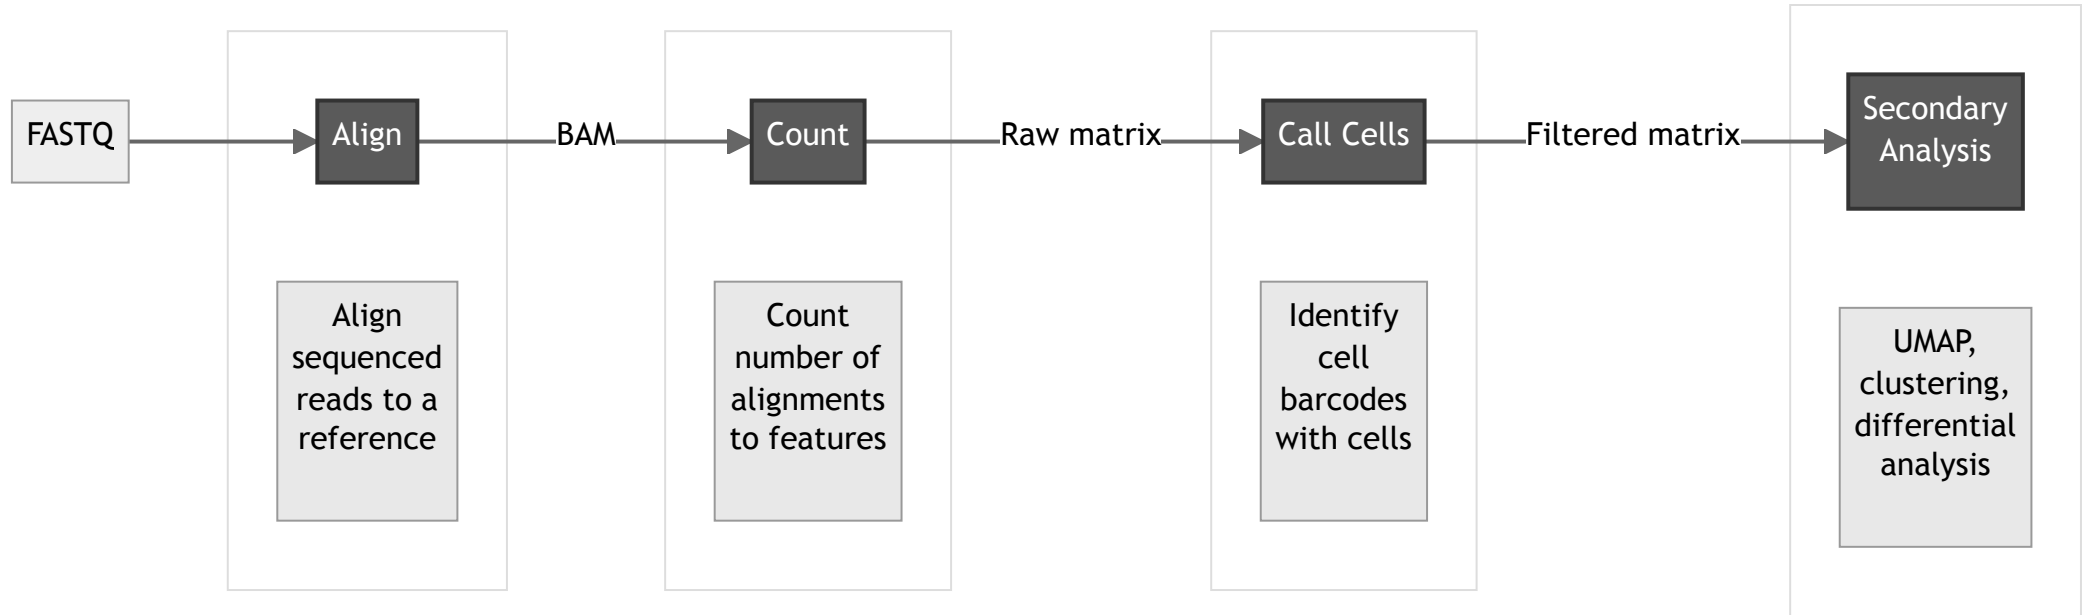 FASTQ
Align
BAM
Count
Raw matrix
Call Cells
Filtered matrix
Secondary
Analysis
Align
sequenced
reads to a
reference
Count
number of
alignments
to features
Identify
cell
barcodes
with cells
UMAP,
clustering,
differential
analysis